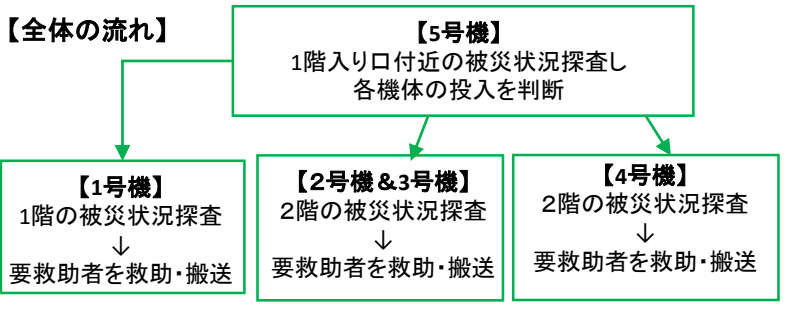 【全体の流れ】
【5号機】
1階入り口付近の被災状況探査し
各機体の投入を判断
【1号機】
1階の被災状況探査
↓
要救助者を救助・搬送
【２号機＆3号機】
２階の被災状況探査
↓
要救助者を救助・搬送
【4号機】
２階の被災状況探査
↓
要救助者を救助・搬送